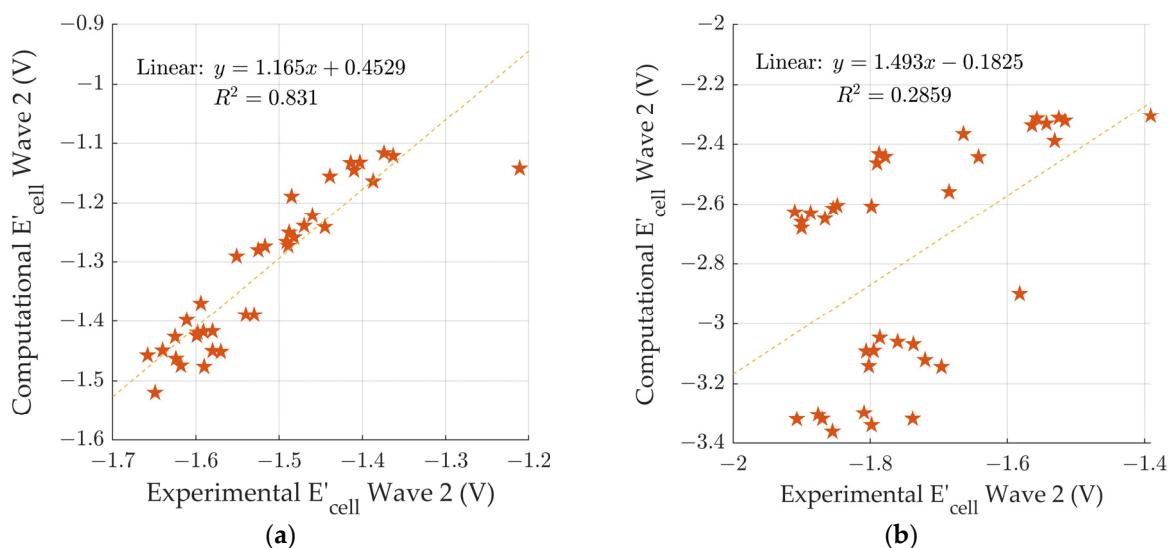 Linear: y = 1.165x + 0.4529
R² = 0.831
Computational E'cell Wave 2 (V)
−0.9
−1
−1.1
−1.2
−1.3
−1.4
−1.5
−1.6
−1.7
−1.6
−1.5
−1.4
−1.3
−1.2
Experimental E'cell Wave 2 (V)
(a)
Linear: y = 1.493x − 0.1825
R² = 0.2859
Computational E'cell Wave 2 (V)
−2
−2.2
−2.4
−2.6
−2.8
−3
−3.2
−3.4
−2
−1.8
−1.6
−1.4
Experimental E'cell Wave 2 (V)
(b)